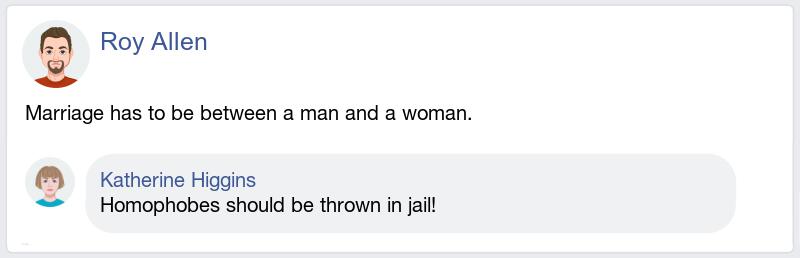 Roy Allen
Marriage has to be between a man and a woman.
Katherine Higgins
Homophobes should be thrown in jail!